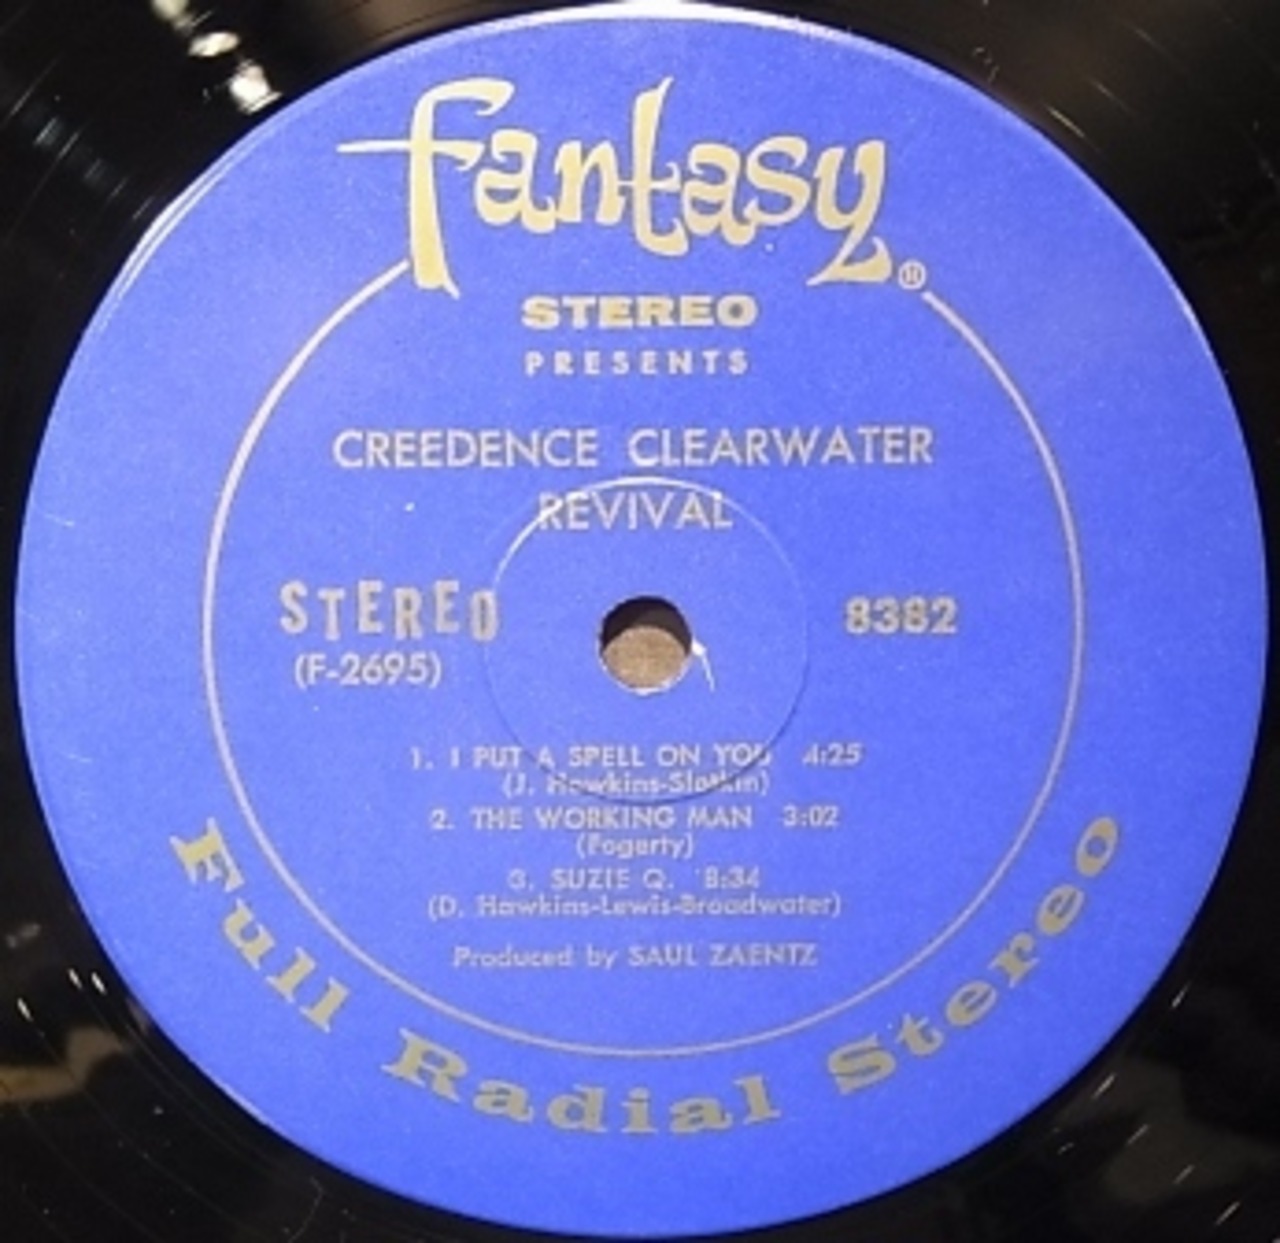 fantasy®
STEREO
PRESENTS
CREEDENCE CLEARWATER
REVIVAL
STEREO
(F-2695)
8382
1. I PUT A SPELL ON YOU 4:25
(J. Hawkins-Slotkin)
2. THE WORKING MAN 3:02
(Fogerty)
3. SUZIE Q. 8:34
(D. Hawkins-Lewis-Broadwater)
Produced by SAUL ZAENTZ
Full Radial Stereo